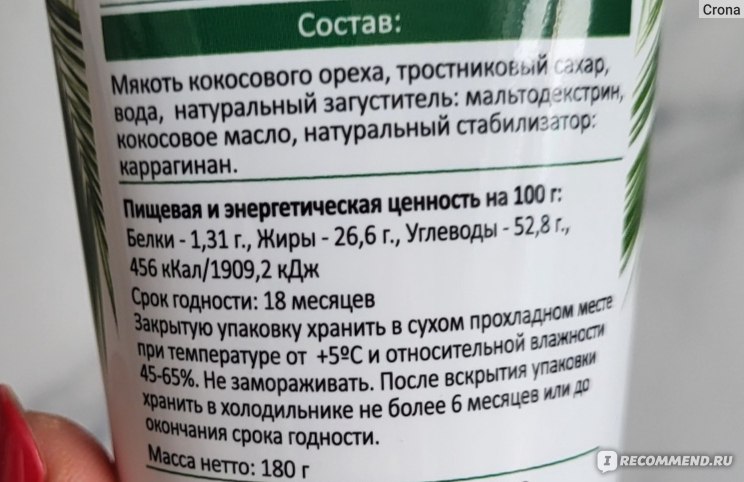 Crona
Состав:
Мякоть кокосового ореха, тростниковый сахар,
вода, натуральный загуститель: мальтодекстрин,
кокосовое масло, натуральный стабилизатор:
каррагинан.
Пищевая и энергетическая ценность на 100 г:
Белки - 1,31 г., Жиры - 26,6 г., Углеводы - 52,8 г.,
456 кКал/1909,2 кДж
Срок годности: 18 месяцев
Закрытую упаковку хранить в сухом прохладном месте
при температуре от +5ºС и относительной влажности
45-65%. Не замораживать. После вскрытия упаковки
хранить в холодильнике не более 6 месяцев или до
окончания срока годности.
Масса нетто: 180 г
IRECOMMEND.RU